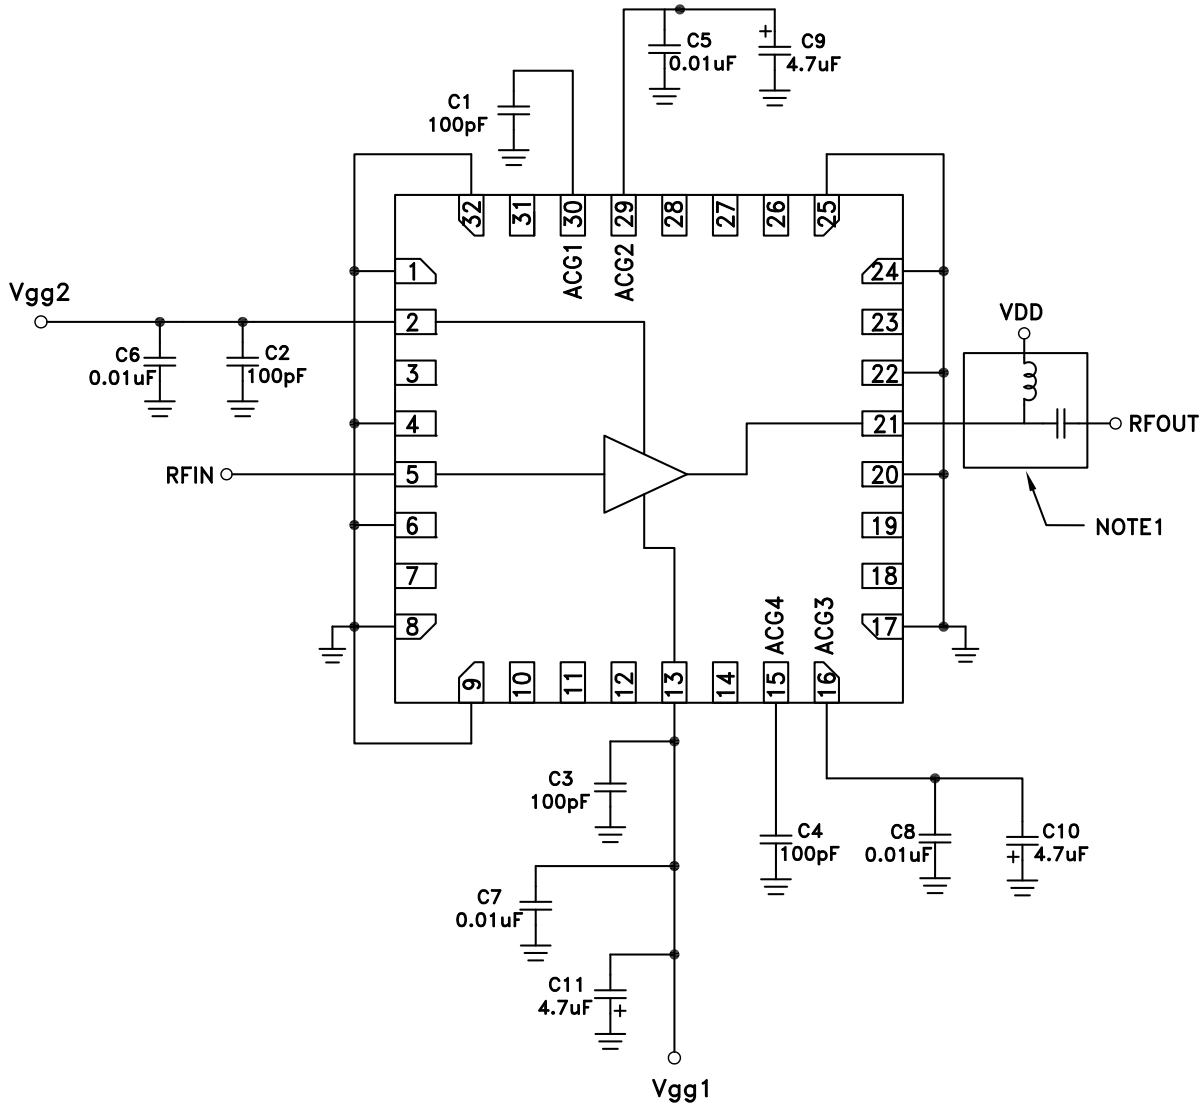 C5
0.01uF
+
C9
4.7uF
C1
100pF
32
31
30
29
28
27
26
25
ACG1
ACG2
1
24
Vgg2
2
23
VDD
C6
0.01uF
C2
100pF
3
22
4
21
RFOUT
RFIN
5
20
6
19
NOTE1
7
18
8
17
ACG4
ACG3
9
10
11
12
13
14
15
16
C3
100pF
C4
100pF
C8
0.01uF
C10
+
4.7uF
C7
0.01uF
C11
4.7uF
+
Vgg1